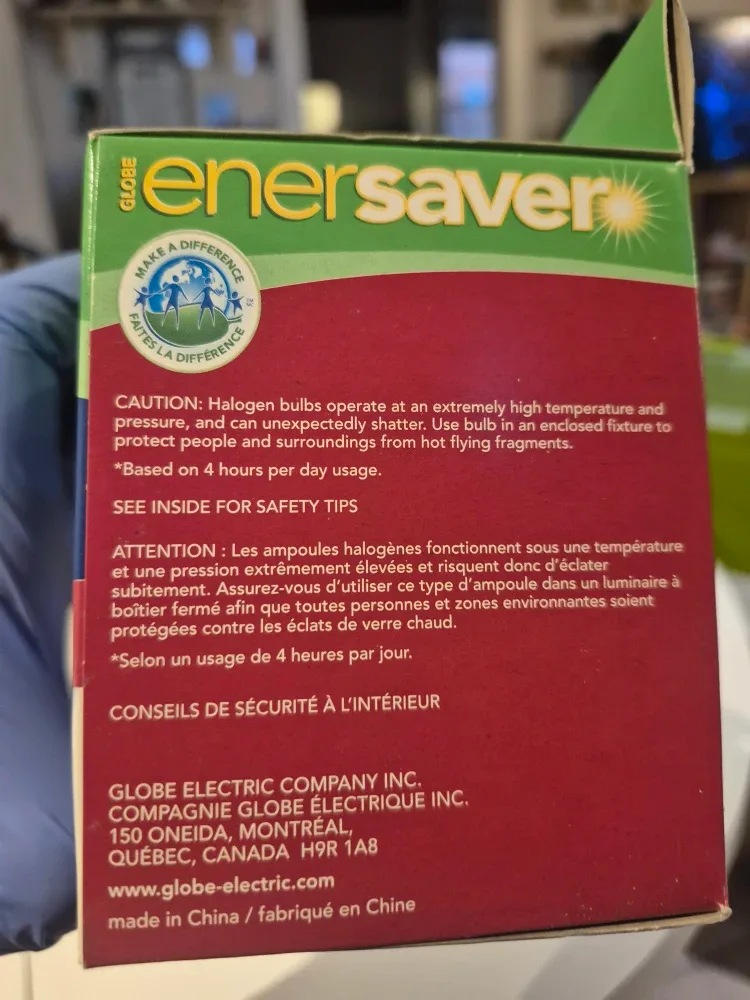 GLOBE enersaver
MAKE A DIFFERENCE
FAITES LA DIFFÉRENCE
CAUTION: Halogen bulbs operate at an extremely high temperature and
pressure, and can unexpectedly shatter. Use bulb in an enclosed fixture to
protect people and surroundings from hot flying fragments.
*Based on 4 hours per day usage.
SEE INSIDE FOR SAFETY TIPS
ATTENTION : Les ampoules halogènes fonctionnent sous une température
et une pression extrêmement élevées et risquent donc d'éclater
subitement. Assurez-vous d'utiliser ce type d'ampoule dans un luminaire à
boîtier fermé afin que toutes personnes et zones environnantes soient
protégées contre les éclats de verre chaud.
*Selon un usage de 4 heures par jour.
CONSEILS DE SÉCURITÉ À L'INTÉRIEUR
GLOBE ELECTRIC COMPANY INC.
COMPAGNIE GLOBE ÉLECTRIQUE INC.
150 ONEIDA, MONTRÉAL,
QUÉBEC, CANADA H9R 1A8
www.globe-electric.com
made in China / fabriqué en Chine